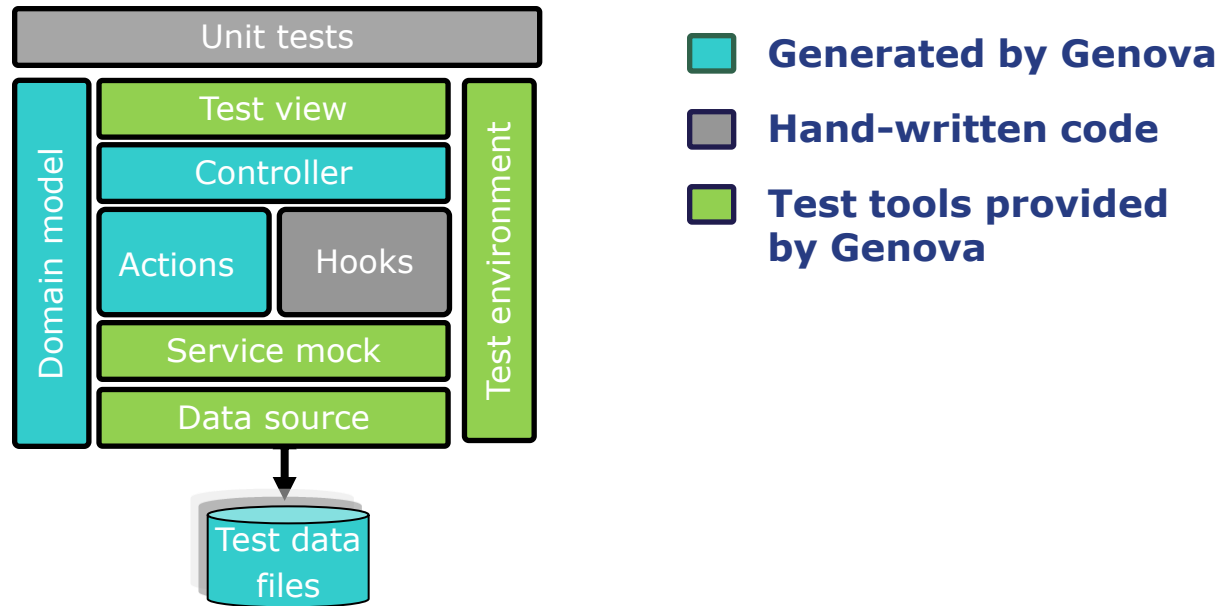 Unit tests
Domain model
Test view
Controller
Actions
Hooks
Service mock
Data source
Test environment
Test data
files
Generated by Genova
Hand-written code
Test tools provided
by Genova